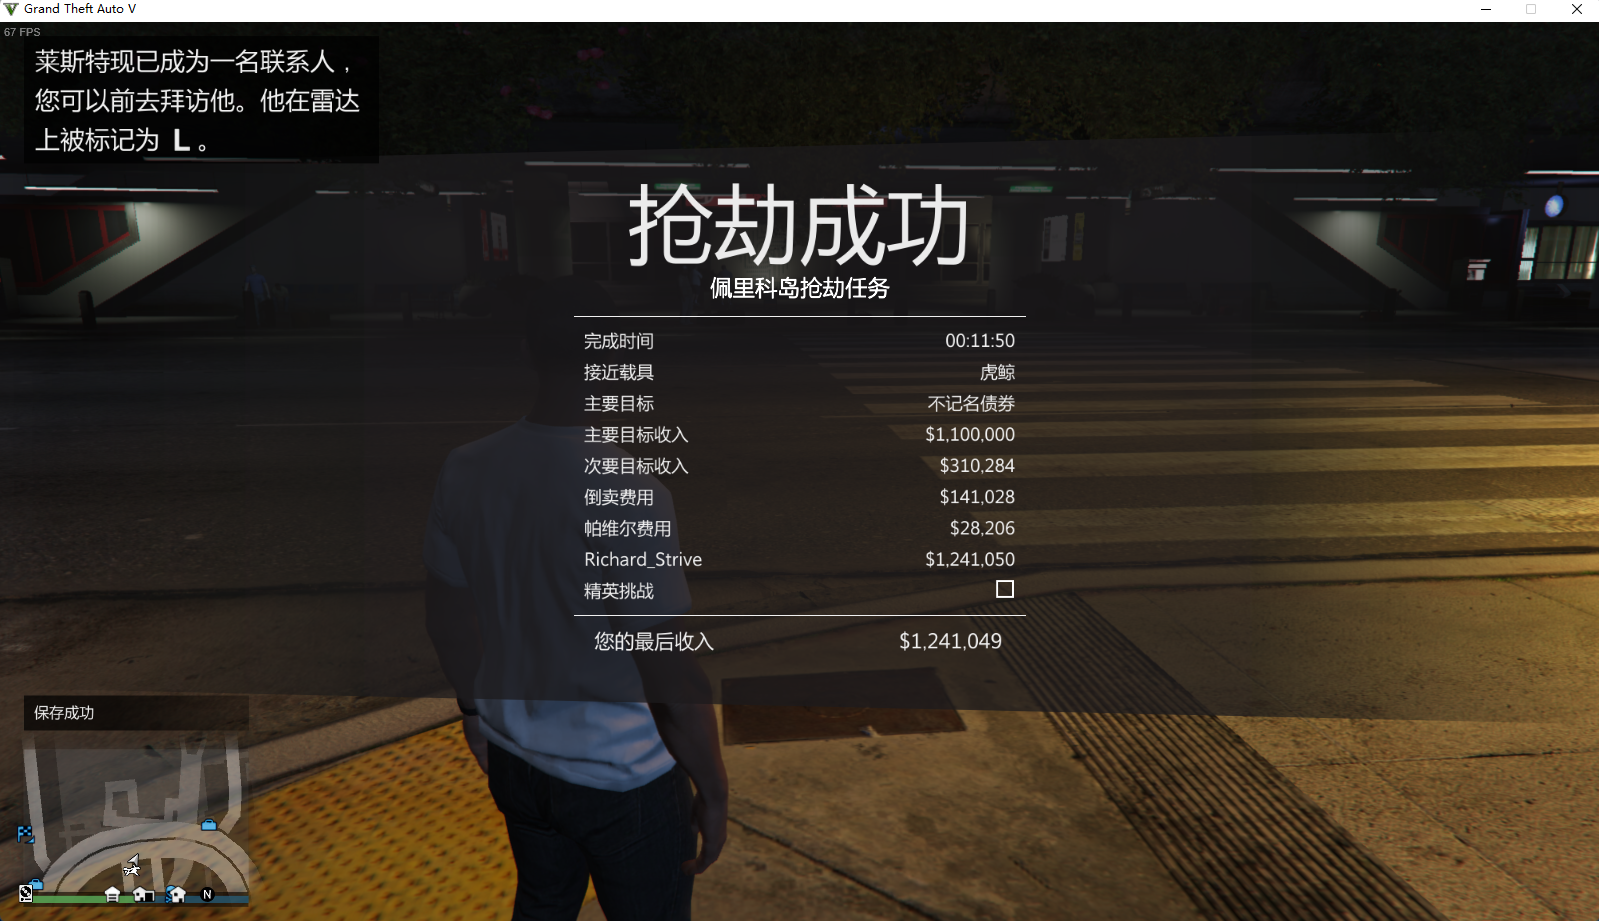 Grand Theft Auto V
67 FPS
莱斯特现已成为一名联系人，
您可以前去拜访他。他在雷达
上被标记为 L 。
抢劫成功
佩里科岛抢劫任务
完成时间 00:11:50
接近载具 虎鲸
主要目标 不记名债券
主要目标收入 $1,100,000
次要目标收入 $310,284
倒卖费用 $141,028
帕维尔费用 $28,206
Richard_Strive $1,241,050
精英挑战
您的最后收入 $1,241,049
保存成功
N